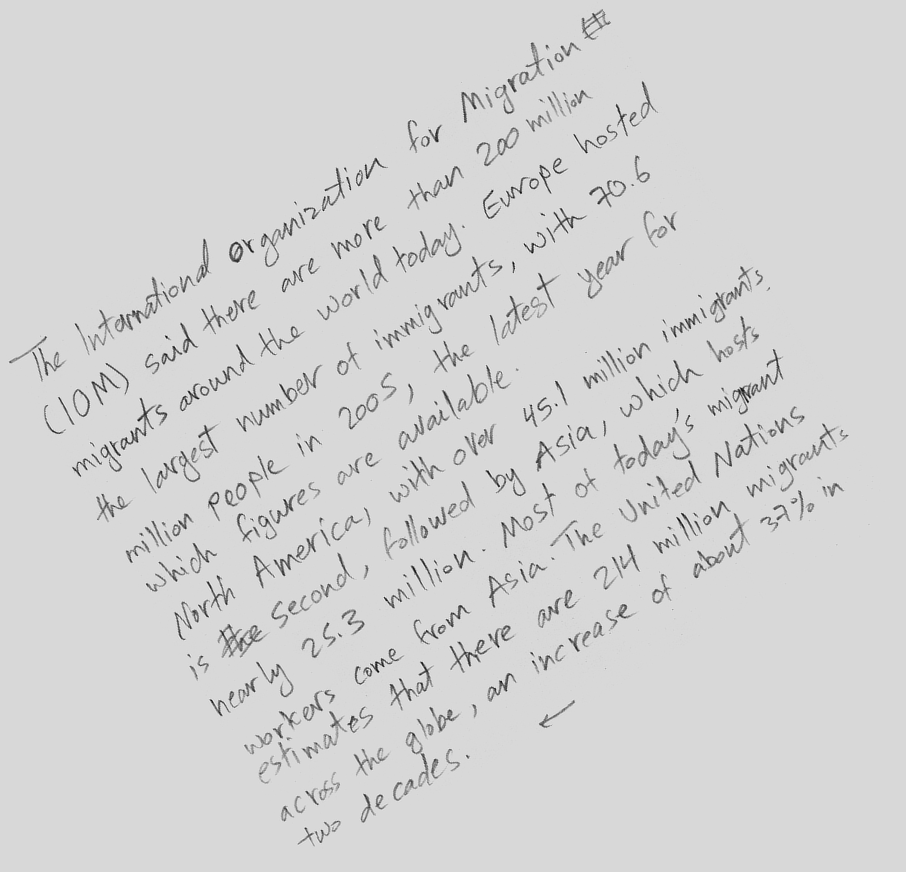 The International organization for Migration
(IOM) said there are more than 200 million
migrants around the world today. Europe hosted
the largest number of immigrants, with 70.6
million people in 2005, the latest year for
which figures are available.
North America, with over 45.1 million immigrants.
is second, followed by Asia, which hosts
nearly 25.3 million. Most of today's migrant
workers come from Asia. The United Nations
estimates that there are 214 million migrants
across the globe, an increase of about 37% in
two decades.